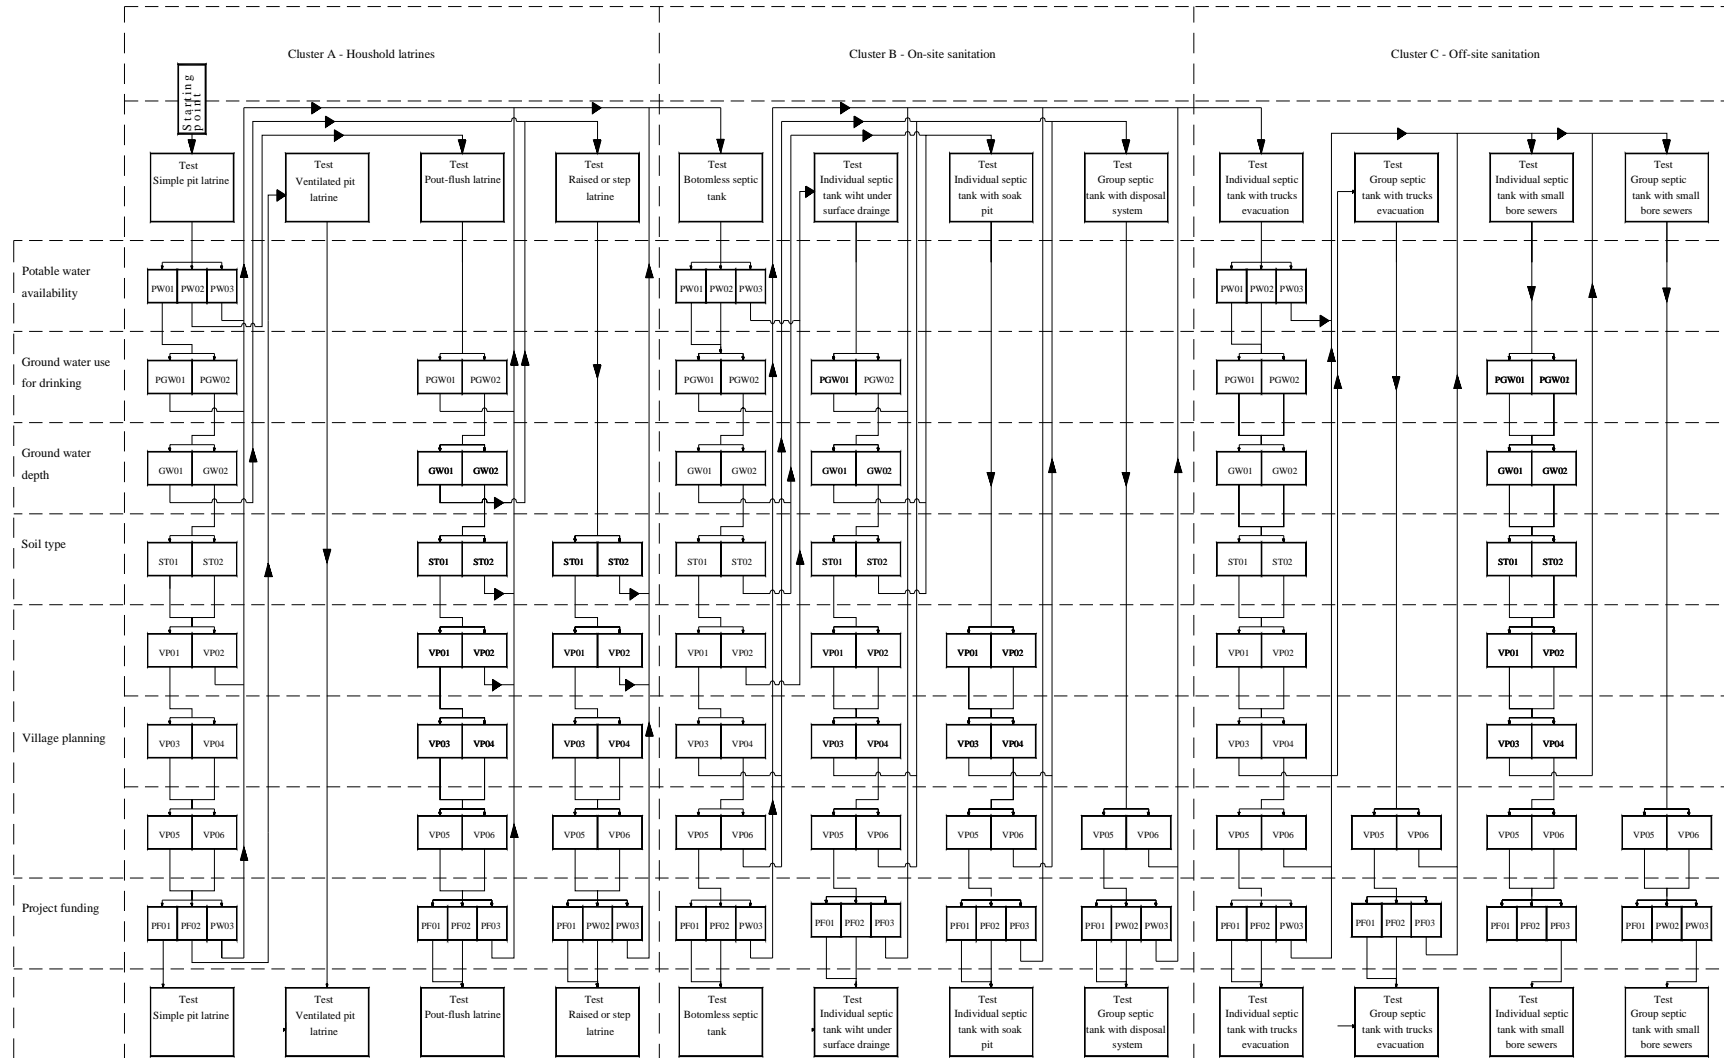 Cluster A - Houshold latrines
Cluster B - On-site sanitation
Cluster C - Off-site sanitation
Starting
point
Test
Simple pit latrine
Test
Ventilated pit
latrine
Test
Pout-flush latrine
Test
Raised or step
latrine
Test
Botomless septic
tank
Test
Individual septic
tank wiht under
surface drainge
Test
Individual septic
tank with soak
pit
Test
Group septic
tank with disposal
system
Test
Individual septic
tank with trucks
evacuation
Test
Group septic
tank with trucks
evacuation
Test
Individual septic
tank with small
bore sewers
Test
Group septic
tank with small
bore sewers
Potable water
availability
PW01 PW02 PW03
PW01 PW02 PW03
PW01 PW02 PW03
Ground water use
for drinking
PGW01 PGW02
PGW01 PGW02
PGW01 PGW02
PGW01 PGW02
PGW01 PGW02
PGW01 PGW02
Ground water
depth
GW01 GW02
GW01 GW02
GW01 GW02
GW01 GW02
GW01 GW02
GW01 GW02
Soil type
ST01 ST02
ST01 ST02
ST01 ST02
ST01 ST02
ST01 ST02
ST01 ST02
ST01 ST02
VP01 VP02
VP01 VP02
VP01 VP02
VP01 VP02
VP01 VP02
VP01 VP02
VP01 VP02
VP01 VP02
Village planning
VP03 VP04
VP03 VP04
VP03 VP04
VP03 VP04
VP03 VP04
VP03 VP04
VP03 VP04
VP03 VP04
VP05 VP06
VP05 VP06
VP05 VP06
VP05 VP06
VP05 VP06
VP05 VP06
VP05 VP06
VP05 VP06
VP05 VP06
VP05 VP06
VP05 VP06
Project funding
PF01 PF02 PW03
PF01 PF02 PF03
PF01 PW02 PW03
PF01 PF02 PW03
PF01 PF02 PF03
PF01 PF02 PF03
PF01 PW02 PW03
PF01 PF02 PW03
PF01 PF02 PF03
PF01 PF02 PF03
PF01 PW02 PW03
Test
Simple pit latrine
Test
Ventilated pit
latrine
Test
Pout-flush latrine
Test
Raised or step
latrine
Test
Botomless septic
tank
Test
Individual septic
tank wiht under
surface drainge
Test
Individual septic
tank with soak
pit
Test
Group septic
tank with disposal
system
Test
Individual septic
tank with trucks
evacuation
Test
Group septic
tank with trucks
evacuation
Test
Individual septic
tank with small
bore sewers
Test
Group septic
tank with small
bore sewers